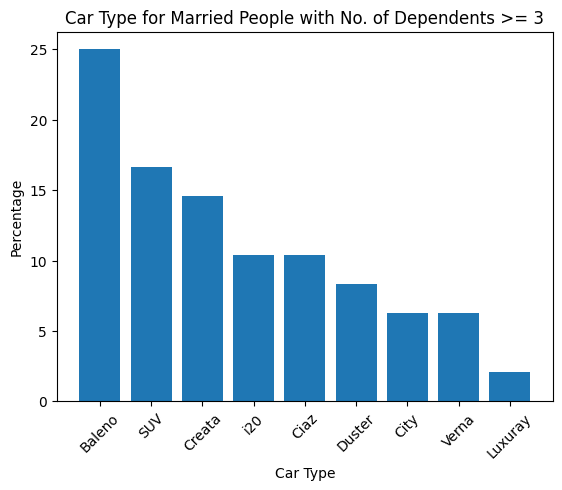 Car Type for Married People with No. of Dependents >= 3
25
20
15
10
5
0
Percentage
Baleno
SUV
Creata
i20
Ciaz
Duster
City
Verna
Luxuray
Car Type